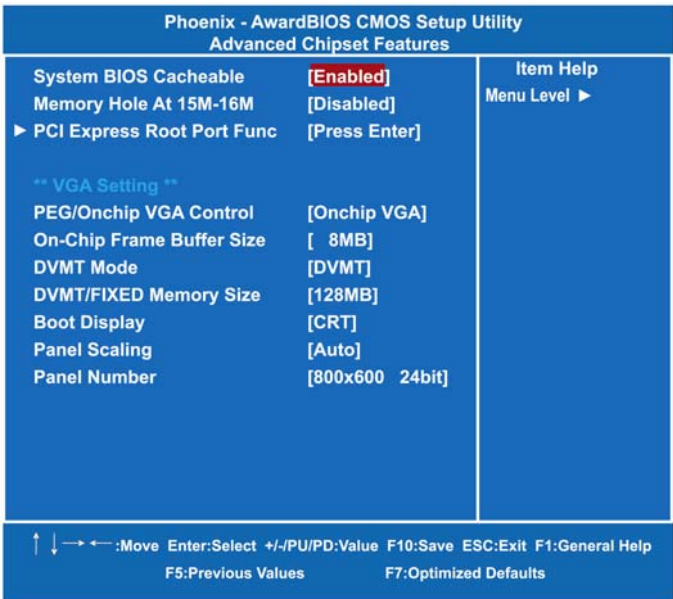 Phoenix - AwardBIOS CMOS Setup Utility
Advanced Chipset Features
System BIOS Cacheable [Enabled]
Memory Hole At 15M-16M [Disabled]
► PCI Express Root Port Func [Press Enter]
** VGA Setting **
PEG/Onchip VGA Control [Onchip VGA]
On-Chip Frame Buffer Size [ 8MB]
DVMT Mode [DVMT]
DVMT/FIXED Memory Size [128MB]
Boot Display [CRT]
Panel Scaling [Auto]
Panel Number [800x600 24bit]
Item Help
Menu Level ►
↑ ↓ → ← :Move Enter:Select +/-/PU/PD:Value F10:Save ESC:Exit F1:General Help
F5:Previous Values F7:Optimized Defaults